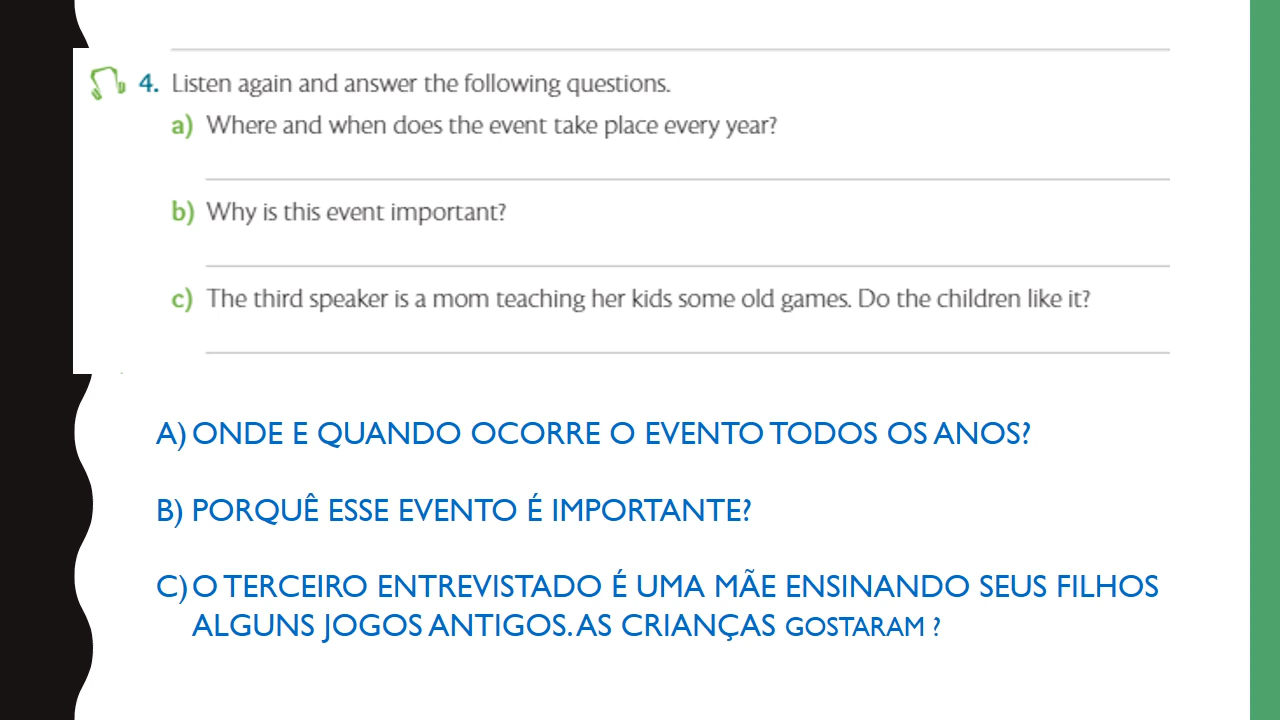 4. Listen again and answer the following questions.
a) Where and when does the event take place every year?
b) Why is this event important?
c) The third speaker is a mom teaching her kids some old games. Do the children like it?
A) ONDE E QUANDO OCORRE O EVENTO TODOS OS ANOS?
B) PORQUÊ ESSE EVENTO É IMPORTANTE?
C) O TERCEIRO ENTREVISTADO É UMA MÃE ENSINANDO SEUS FILHOS
ALGUNS JOGOS ANTIGOS. AS CRIANÇAS GOSTARAM ?